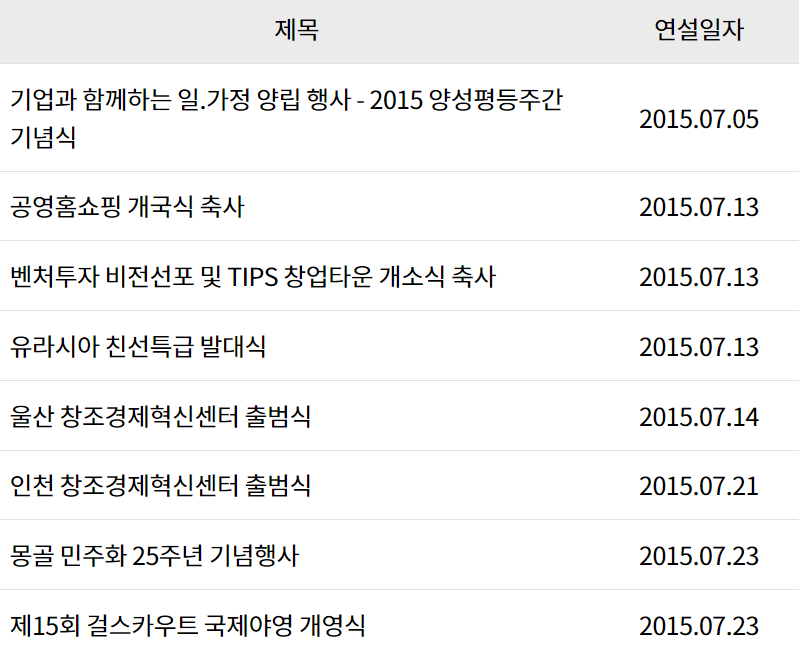 제목 연설일자
기업과 함께하는 일.가정 양립 행사 - 2015 양성평등주간
기념식
2015.07.05
공영홈쇼핑 개국식 축사 2015.07.13
벤처투자 비전선포 및 TIPS 창업타운 개소식 축사 2015.07.13
유라시아 친선특급 발대식 2015.07.13
울산 창조경제혁신센터 출범식 2015.07.14
인천 창조경제혁신센터 출범식 2015.07.21
몽골 민주화 25주년 기념행사 2015.07.23
제15회 걸스카우트 국제야영 개영식 2015.07.23